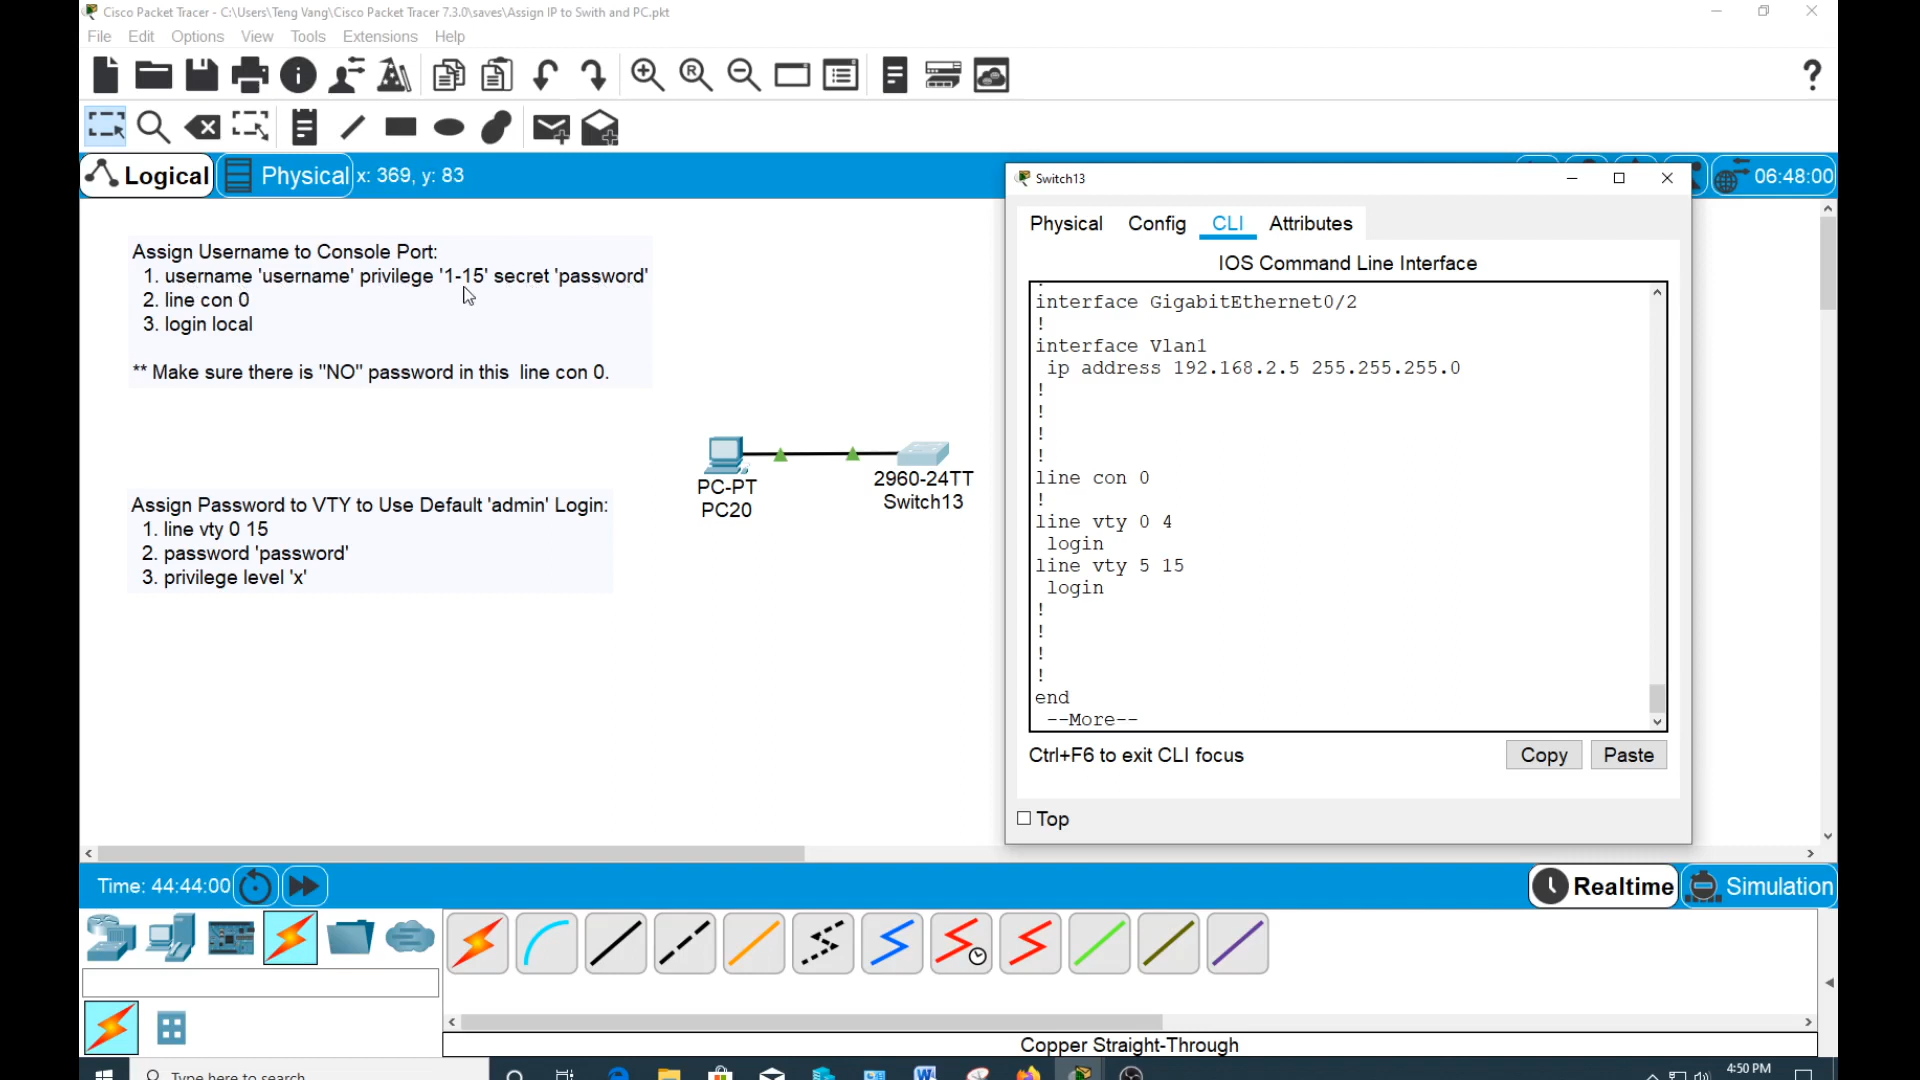 Cisco Packet Tracer - C:\Users\Teng Vang\Cisco Packet Tracer 7.3.0\saves\Assign IP to Swith and PC.pkt
File Edit Options View Tools Extensions Help
Logical
Physical
x: 369, y: 83
06:48:00
Assign Username to Console Port:
1. username 'username' privilege '1-15' secret 'password'
2. line con 0
3. login local
** Make sure there is "NO" password in this line con 0.
Assign Password to VTY to Use Default 'admin' Login:
1. line vty 0 15
2. password 'password'
3. privilege level 'x'
PC-PT
PC20
2960-24TT
Switch13
Switch13
Physical Config CLI Attributes
IOS Command Line Interface
!
interface GigabitEthernet0/2
!
interface Vlan1
ip address 192.168.2.5 255.255.255.0
!
!
!
!
line con 0
!
line vty 0 4
login
line vty 5 15
login
!
!
!
!
end
--More--
Ctrl+F6 to exit CLI focus
Copy
Paste
Top
Time: 44:44:00
Realtime
Simulation
Copper Straight-Through
Type here to search
4:50 PM